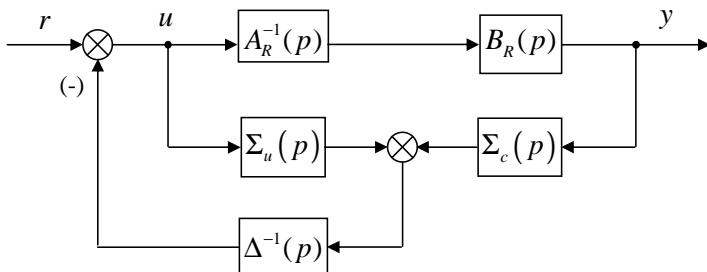 r
u
A_R^{-1}(p)
B_R(p)
y
(-)
Σ_u(p)
Σ_c(p)
Δ^{-1}(p)